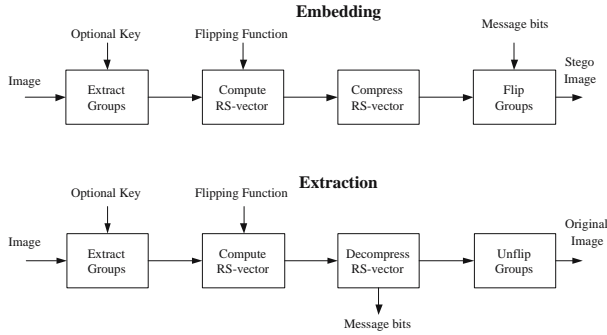 Embedding
Optional Key
Flipping Function
Message bits
Image
Extract
Groups
Compute
RS-vector
Compress
RS-vector
Flip
Groups
Stego
Image
Extraction
Optional Key
Flipping Function
Image
Extract
Groups
Compute
RS-vector
Decompress
RS-vector
Unflip
Groups
Original
Image
Message bits